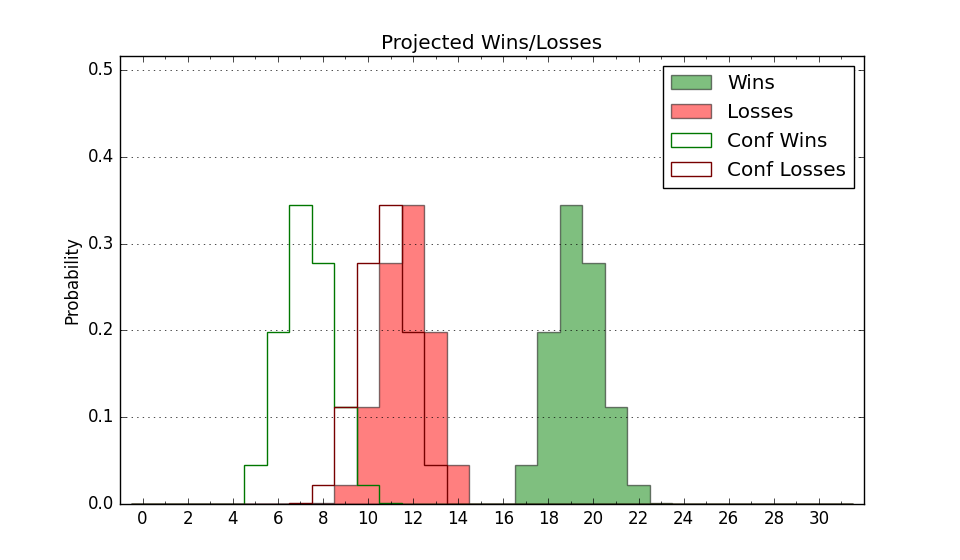 Projected Wins/Losses
0.5
0.4
0.3
0.2
0.1
0.0
Probability
Wins
Losses
Conf Wins
Conf Losses
0 2 4 6 8 10 12 14 16 18 20 22 24 26 28 30